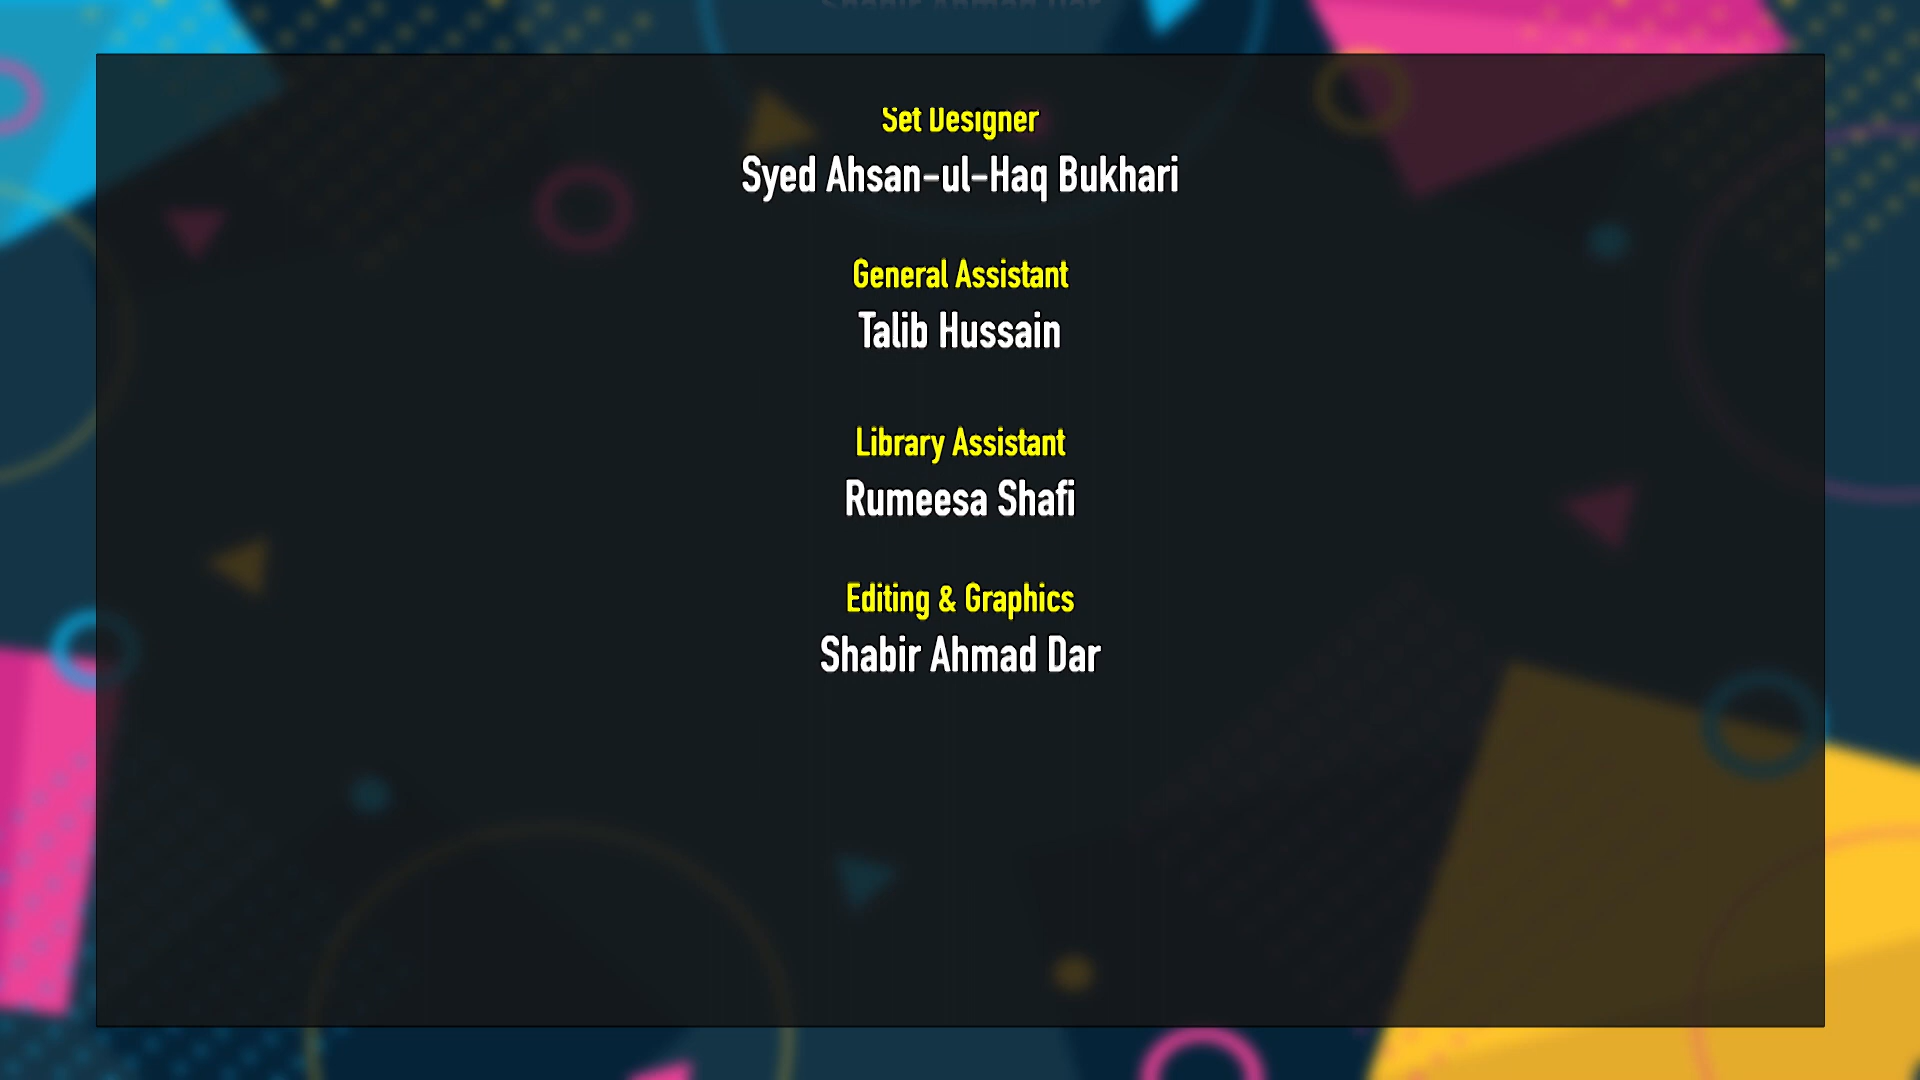 Set Designer
Syed Ahsan-ul-Haq Bukhari
General Assistant
Talib Hussain
Library Assistant
Rumeesa Shafi
Editing & Graphics
Shabir Ahmad Dar